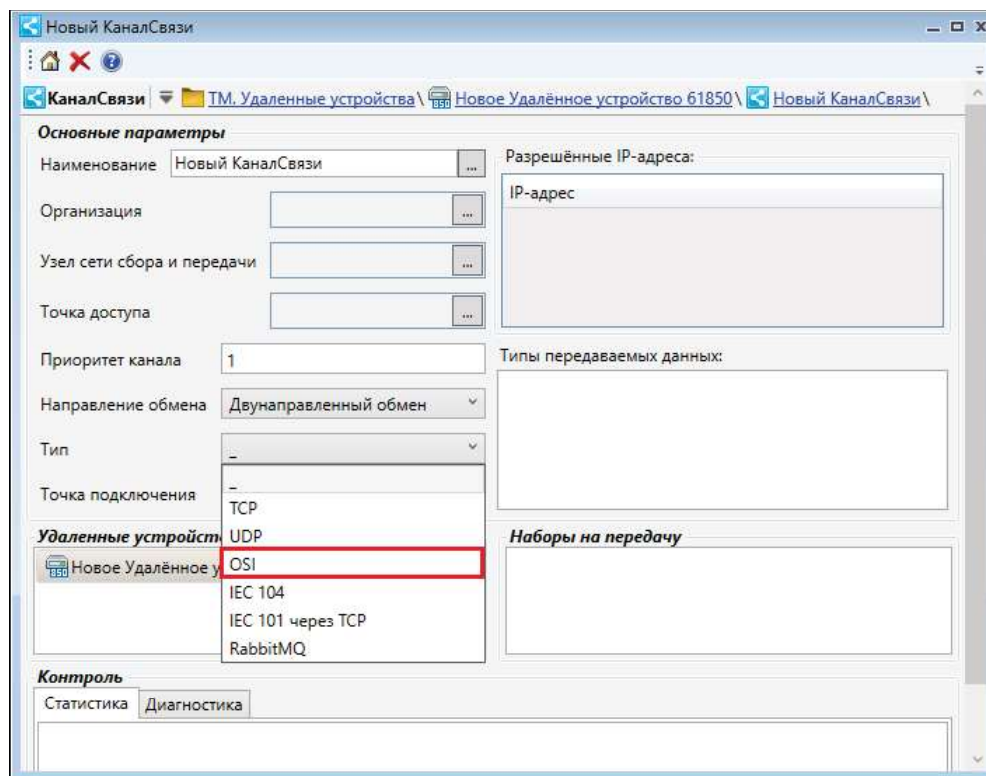 Новый КаналСвязи
КаналСвязи ТМ. Удаленные устройства\ Новое Удалённое устройство 61850\ Новый КаналСвязи\
Основные параметры
Наименование Новый КаналСвязи ...
Организация ...
Узел сети сбора и передачи ...
Точка доступа ...
Приоритет канала 1
Направление обмена Двунаправленный обмен
Тип _
Точка подключения
_
TCP
UDP
OSI
IEC 104
IEC 101 через TCP
RabbitMQ
Разрешённые IP-адреса:
IP-адрес
Типы передаваемых данных:
Удаленные устройств
850 Новое Удалённое у
Наборы на передачу
Контроль
Статистика Диагностика